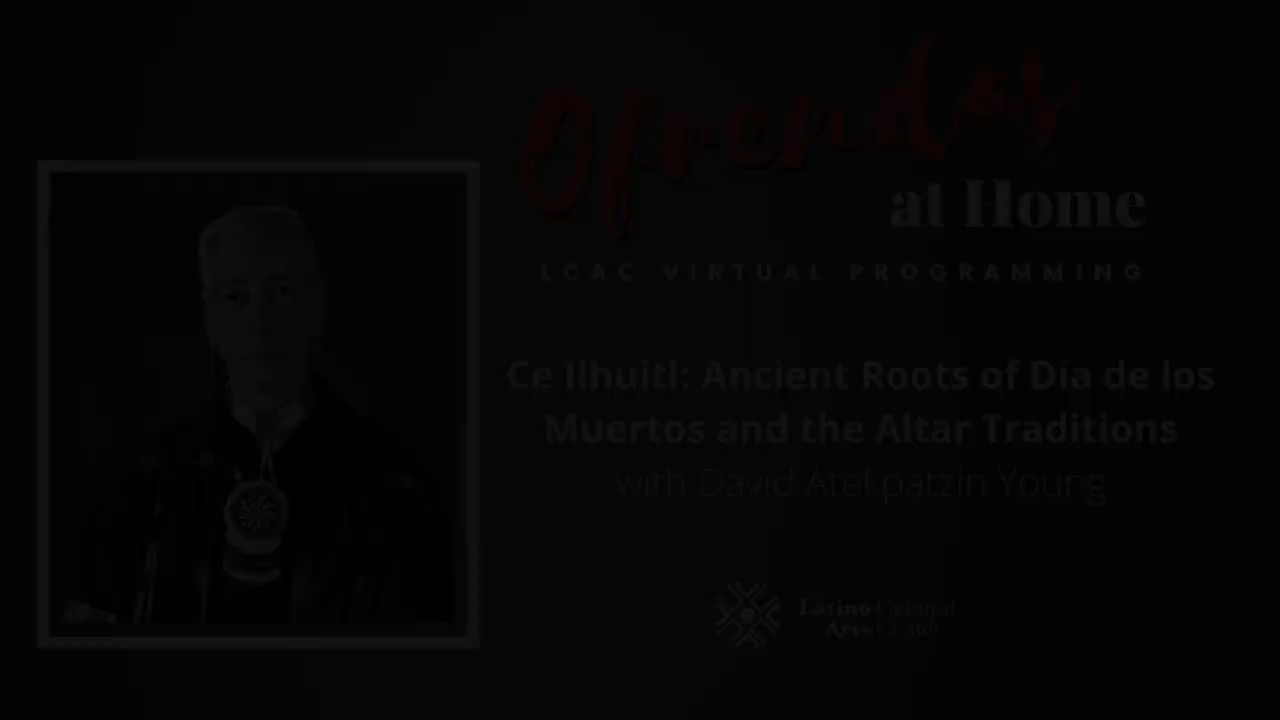 Ofrendas
at Home
LCAC VIRTUAL PROGRAMMING
Ce Ilhuitl: Ancient Roots of Dia de los
Muertos and the Altar Traditions
with David Atekpatzin Young
Latino Cultural
Arts Center